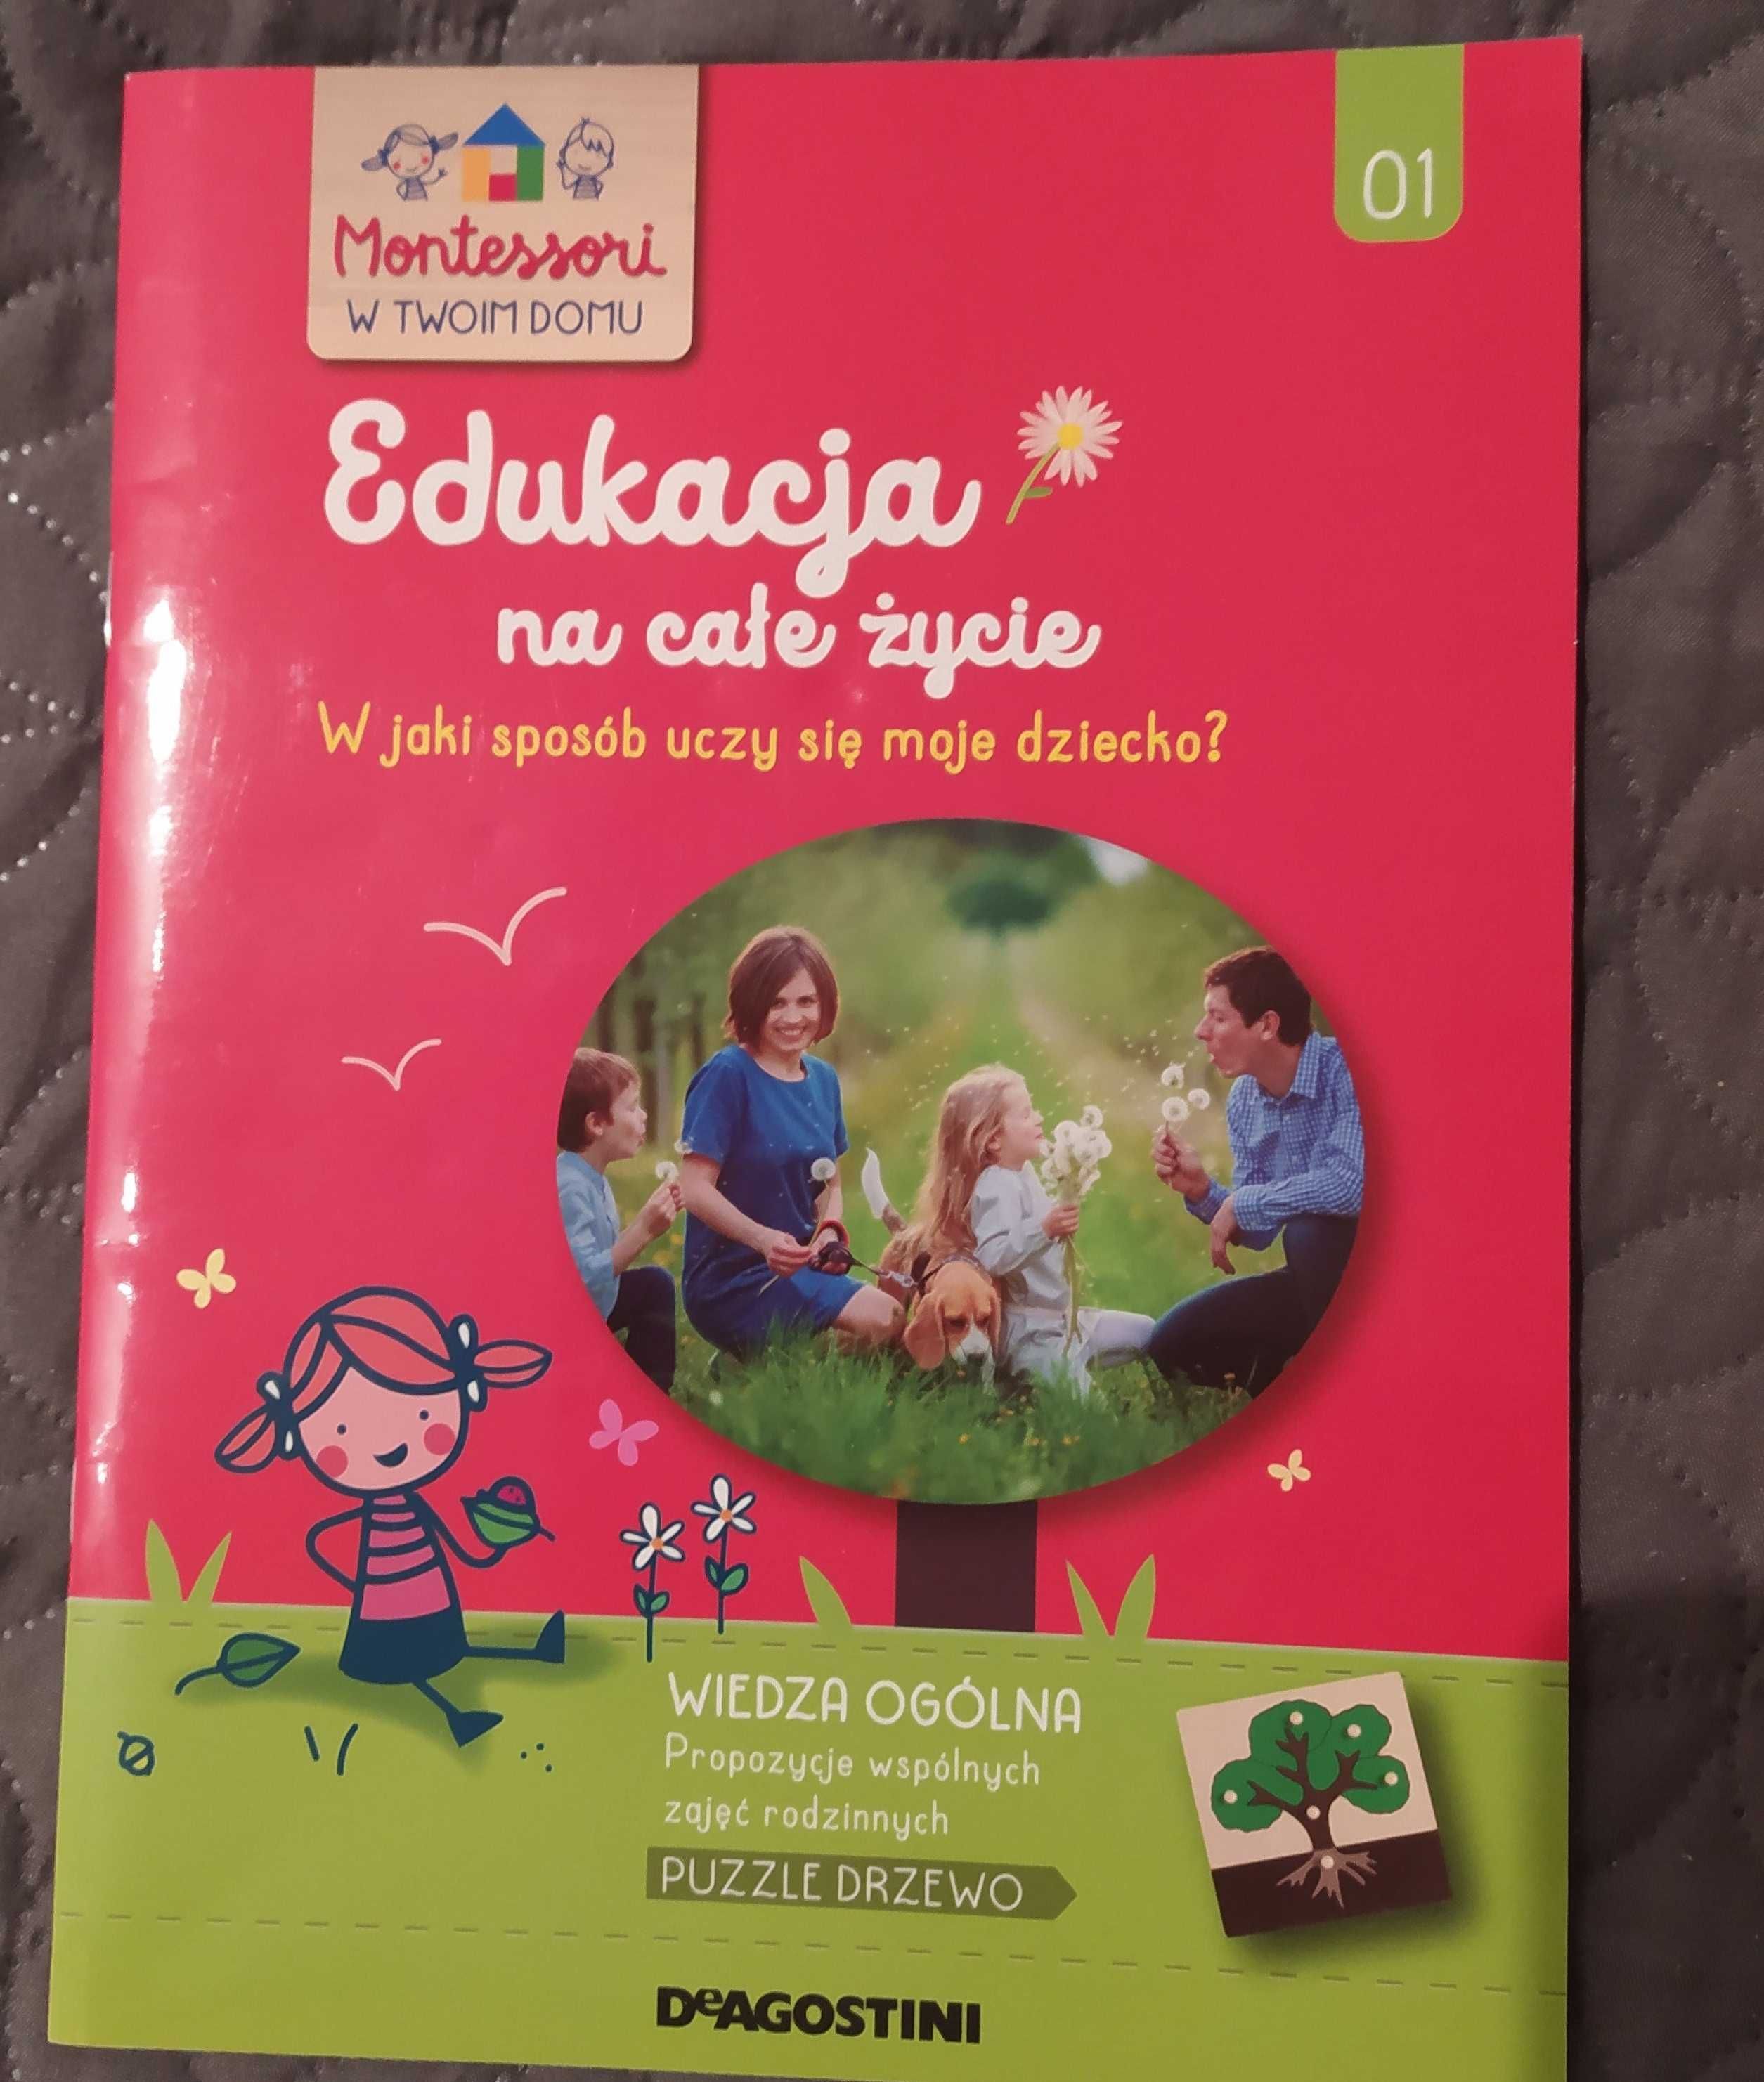 01
Montessori
W TWOIM DOMU
Edukacja
na całe życie
W jaki sposób uczy się moje dziecko?
WIEDZA OGÓLNA
Propozycje wspólnych
zajęć rodzinnych
PUZZLE DRZEWO
DeAGOSTINI